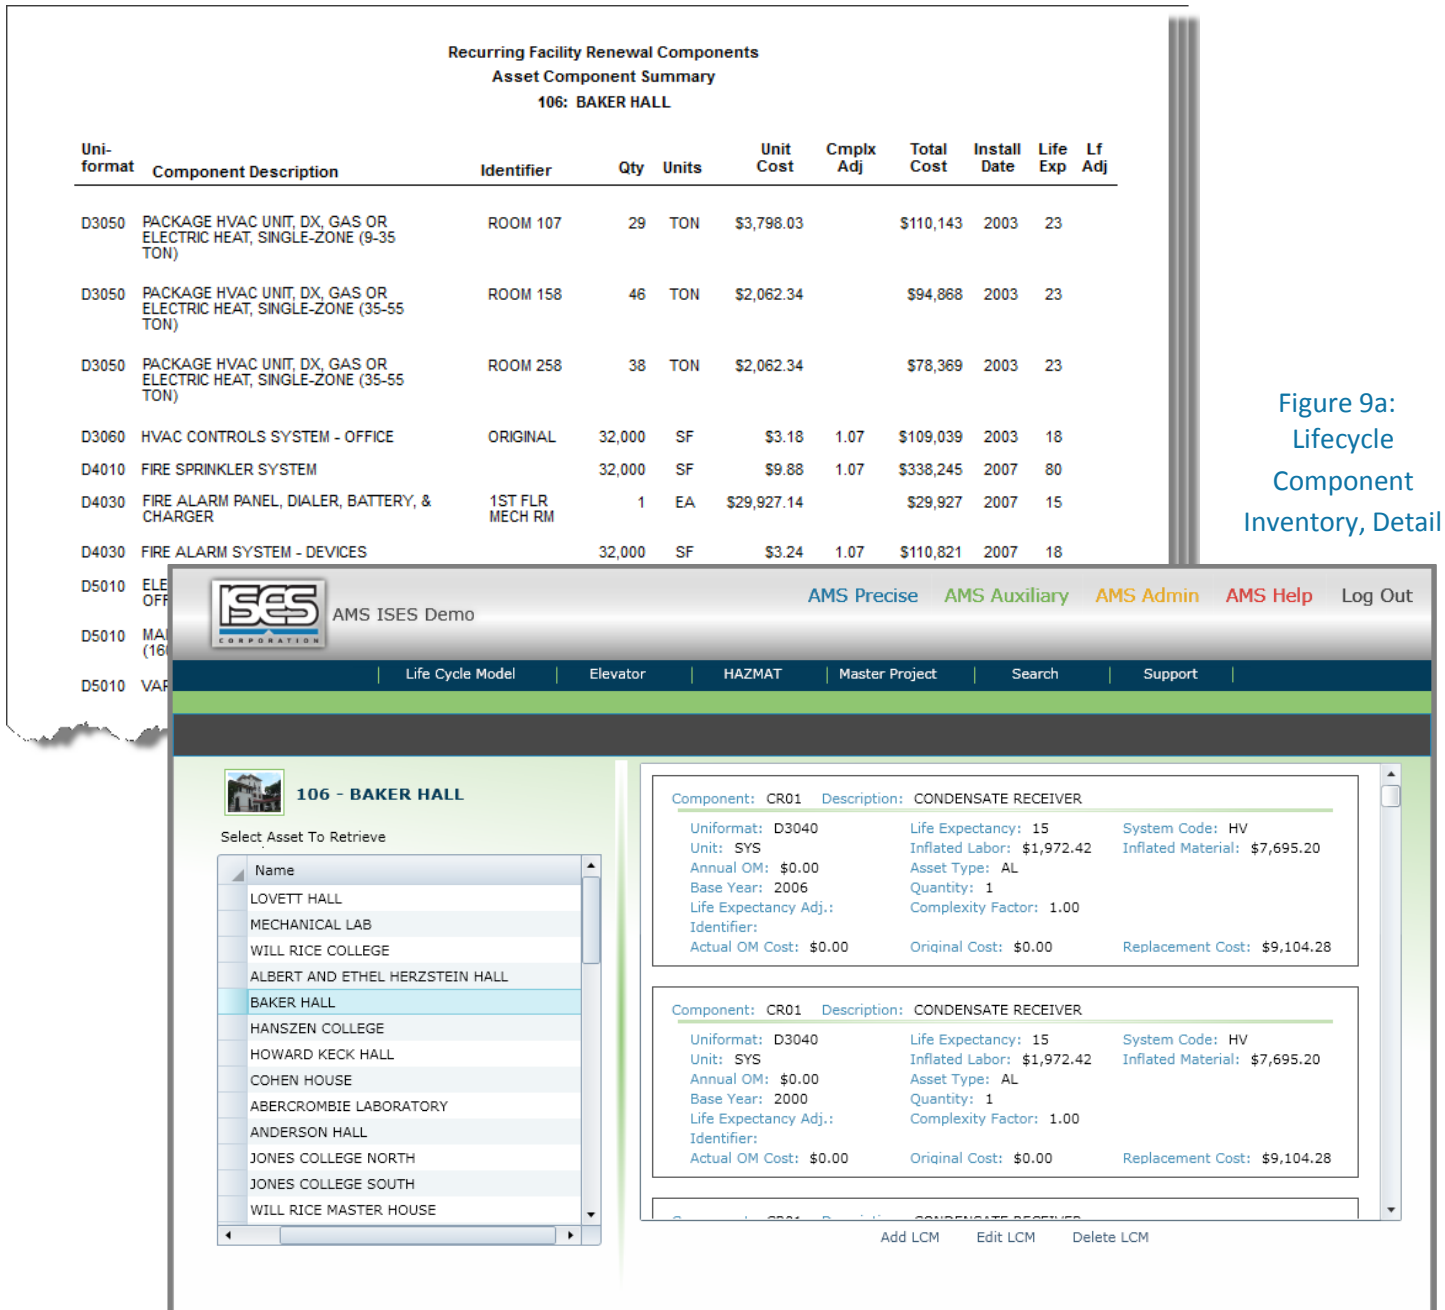 Recurring Facility Renewal Components
Asset Component Summary
106: BAKER HALL
Uni-format Component Description Identifier Qty Units Unit Cost Cmplx Adj Total Cost Install Date Life Exp Lf Adj
D3050 PACKAGE HVAC UNIT, DX, GAS OR ROOM 107 29 TON $3,798.03 $110,143 2003 23
ELECTRIC HEAT, SINGLE-ZONE (9-35
TON)
D3050 PACKAGE HVAC UNIT, DX, GAS OR ROOM 158 46 TON $2,062.34 $94,868 2003 23
ELECTRIC HEAT, SINGLE-ZONE (35-55
TON)
D3050 PACKAGE HVAC UNIT, DX, GAS OR ROOM 258 38 TON $2,062.34 $78,369 2003 23
ELECTRIC HEAT, SINGLE-ZONE (35-55
TON)
D3060 HVAC CONTROLS SYSTEM - OFFICE ORIGINAL 32,000 SF $3.18 1.07 $109,039 2003 18
D4010 FIRE SPRINKLER SYSTEM 32,000 SF $9.88 1.07 $338,245 2007 80
D4030 FIRE ALARM PANEL, DIALER, BATTERY, & 1ST FLR 1 EA $29,927.14 $29,927 2007 15
CHARGER MECH RM
D4030 FIRE ALARM SYSTEM - DEVICES 32,000 SF $3.24 1.07 $110,821 2007 18
D5010 ELE
OFF
D5010 MAI
(160
D5010 VAR
Figure 9a:
Lifecycle
Component
Inventory, Detail
ISES
CORPORATION
AMS ISES Demo
AMS Precise AMS Auxiliary AMS Admin AMS Help Log Out
Life Cycle Model Elevator HAZMAT Master Project Search Support
106 - BAKER HALL
Select Asset To Retrieve
Name
LOVETT HALL
MECHANICAL LAB
WILL RICE COLLEGE
ALBERT AND ETHEL HERZSTEIN HALL
BAKER HALL
HANSZEN COLLEGE
HOWARD KECK HALL
COHEN HOUSE
ABERCROMBIE LABORATORY
ANDERSON HALL
JONES COLLEGE NORTH
JONES COLLEGE SOUTH
WILL RICE MASTER HOUSE
Component: CR01 Description: CONDENSATE RECEIVER
Uniformat: D3040 Life Expectancy: 15 System Code: HV
Unit: SYS Inflated Labor: $1,972.42 Inflated Material: $7,695.20
Annual OM: $0.00 Asset Type: AL
Base Year: 2006 Quantity: 1
Life Expectancy Adj.: Complexity Factor: 1.00
Identifier:
Actual OM Cost: $0.00 Original Cost: $0.00 Replacement Cost: $9,104.28
Component: CR01 Description: CONDENSATE RECEIVER
Uniformat: D3040 Life Expectancy: 15 System Code: HV
Unit: SYS Inflated Labor: $1,972.42 Inflated Material: $7,695.20
Annual OM: $0.00 Asset Type: AL
Base Year: 2000 Quantity: 1
Life Expectancy Adj.: Complexity Factor: 1.00
Identifier:
Actual OM Cost: $0.00 Original Cost: $0.00 Replacement Cost: $9,104.28
Component: CR01 Description: CONDENSATE RECEIVER
Add LCM Edit LCM Delete LCM